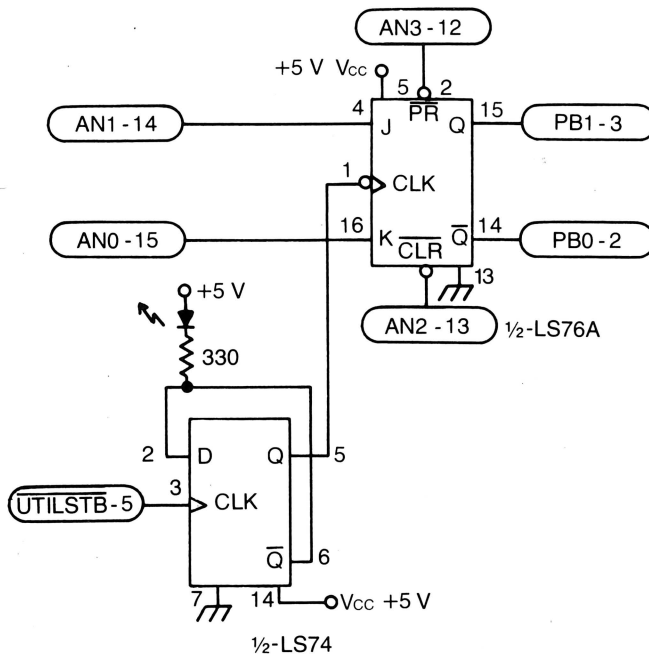 AN3-12
+5 V Vcc
5 2
PR
AN1-14
4
J
Q
15
PB1-3
1
CLK
AN0-15
16
K
CLR
Q
14
PB0-2
13
AN2-13
½-LS76A
+5 V
330
2
D
Q
5
UTILSTB-5
3
CLK
Q
6
7
14
Vcc +5 V
½-LS74